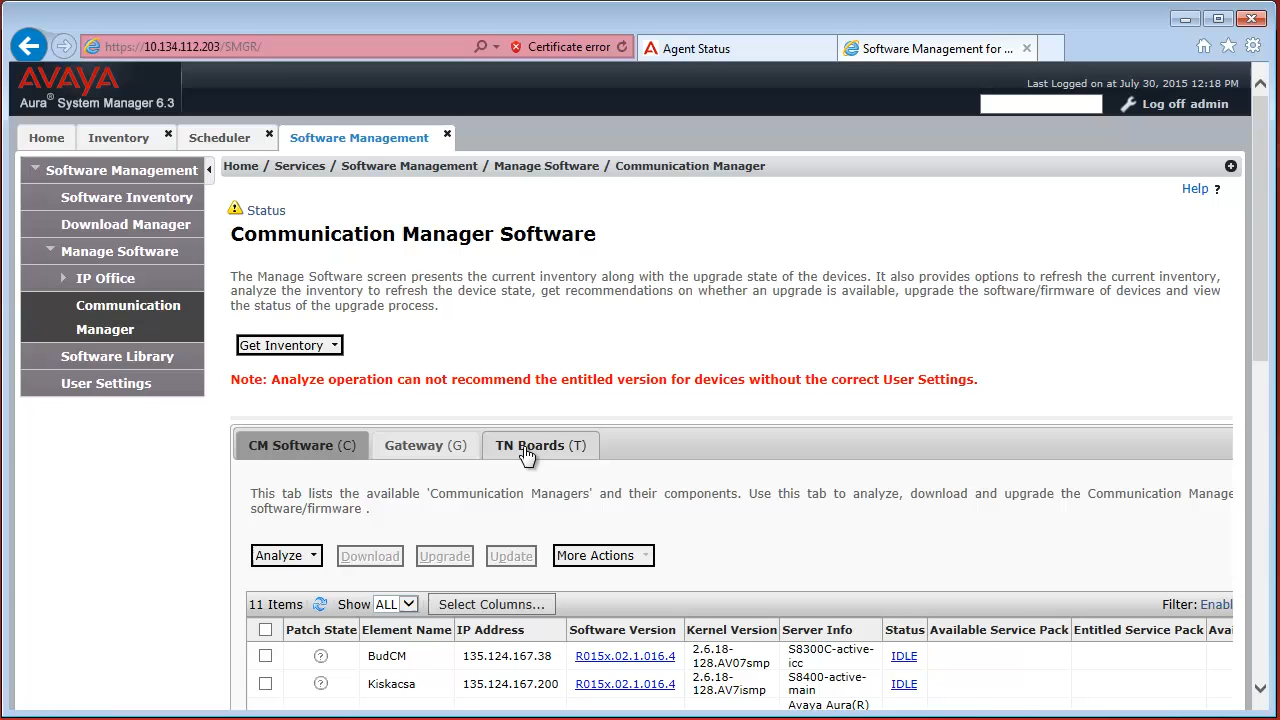 https://10.134.112.203/SMGR/
Certificate error
Agent Status
Software Management for ...
AVAYA
Aura® System Manager 6.3
Last Logged on at July 30, 2015 12:18 PM
Log off admin
Home
Inventory
Scheduler
Software Management
Software Management
Software Inventory
Download Manager
Manage Software
IP Office
Communication
Manager
Software Library
User Settings
Home / Services / Software Management / Manage Software / Communication Manager
Help ?
Status
Communication Manager Software
The Manage Software screen presents the current inventory along with the upgrade state of the devices. It also provides options to refresh the current inventory,
analyze the inventory to refresh the device state, get recommendations on whether an upgrade is available, upgrade the software/firmware of devices and view
the status of the upgrade process.
Get Inventory
Note: Analyze operation can not recommend the entitled version for devices without the correct User Settings.
CM Software (C)
Gateway (G)
TN Boards (T)
This tab lists the available 'Communication Managers' and their components. Use this tab to analyze, download and upgrade the Communication Manage
software/firmware .
Analyze
Download
Upgrade
Update
More Actions
11 Items
Show ALL
Select Columns...
Filter: Enabl
Patch State Element Name IP Address Software Version Kernel Version Server Info Status Available Service Pack Entitled Service Pack Avai
BudCM 135.124.167.38 R015x.02.1.016.4 2.6.18-
128.AV07smp S8300C-active-
icc IDLE
Kiskacsa 135.124.167.200 R015x.02.1.016.4 2.6.18-
128.AV7ismp S8400-active-
main IDLE
Avaya Aura(R)